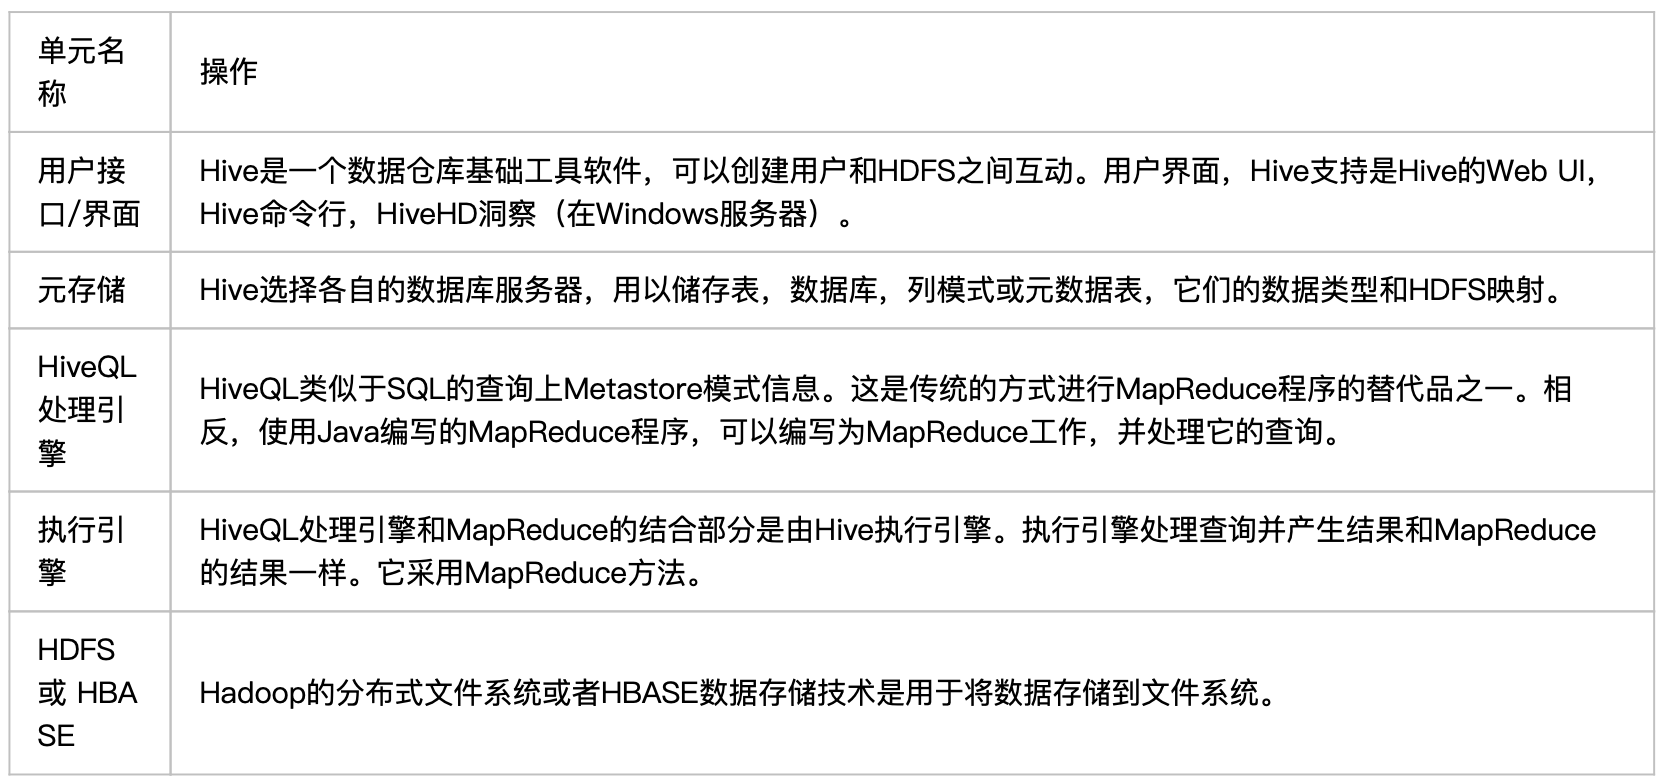 单元名
称
操作
用户接
口/界面
Hive是一个数据仓库基础工具软件，可以创建用户和HDFS之间互动。用户界面，Hive支持是Hive的Web UI，
Hive命令行，HiveHD洞察（在Windows服务器）。
元存储
Hive选择各自的数据库服务器，用以储存表，数据库，列模式或元数据表，它们的数据类型和HDFS映射。
HiveQL
处理引
擎
HiveQL类似于SQL的查询上Metastore模式信息。这是传统的方式进行MapReduce程序的替代品之一。相
反，使用Java编写的MapReduce程序，可以编写为MapReduce工作，并处理它的查询。
执行引
擎
HiveQL处理引擎和MapReduce的结合部分是由Hive执行引擎。执行引擎处理查询并产生结果和MapReduce
的结果一样。它采用MapReduce方法。
HDFS
或 HBA
SE
Hadoop的分布式文件系统或者HBASE数据存储技术是用于将数据存储到文件系统。